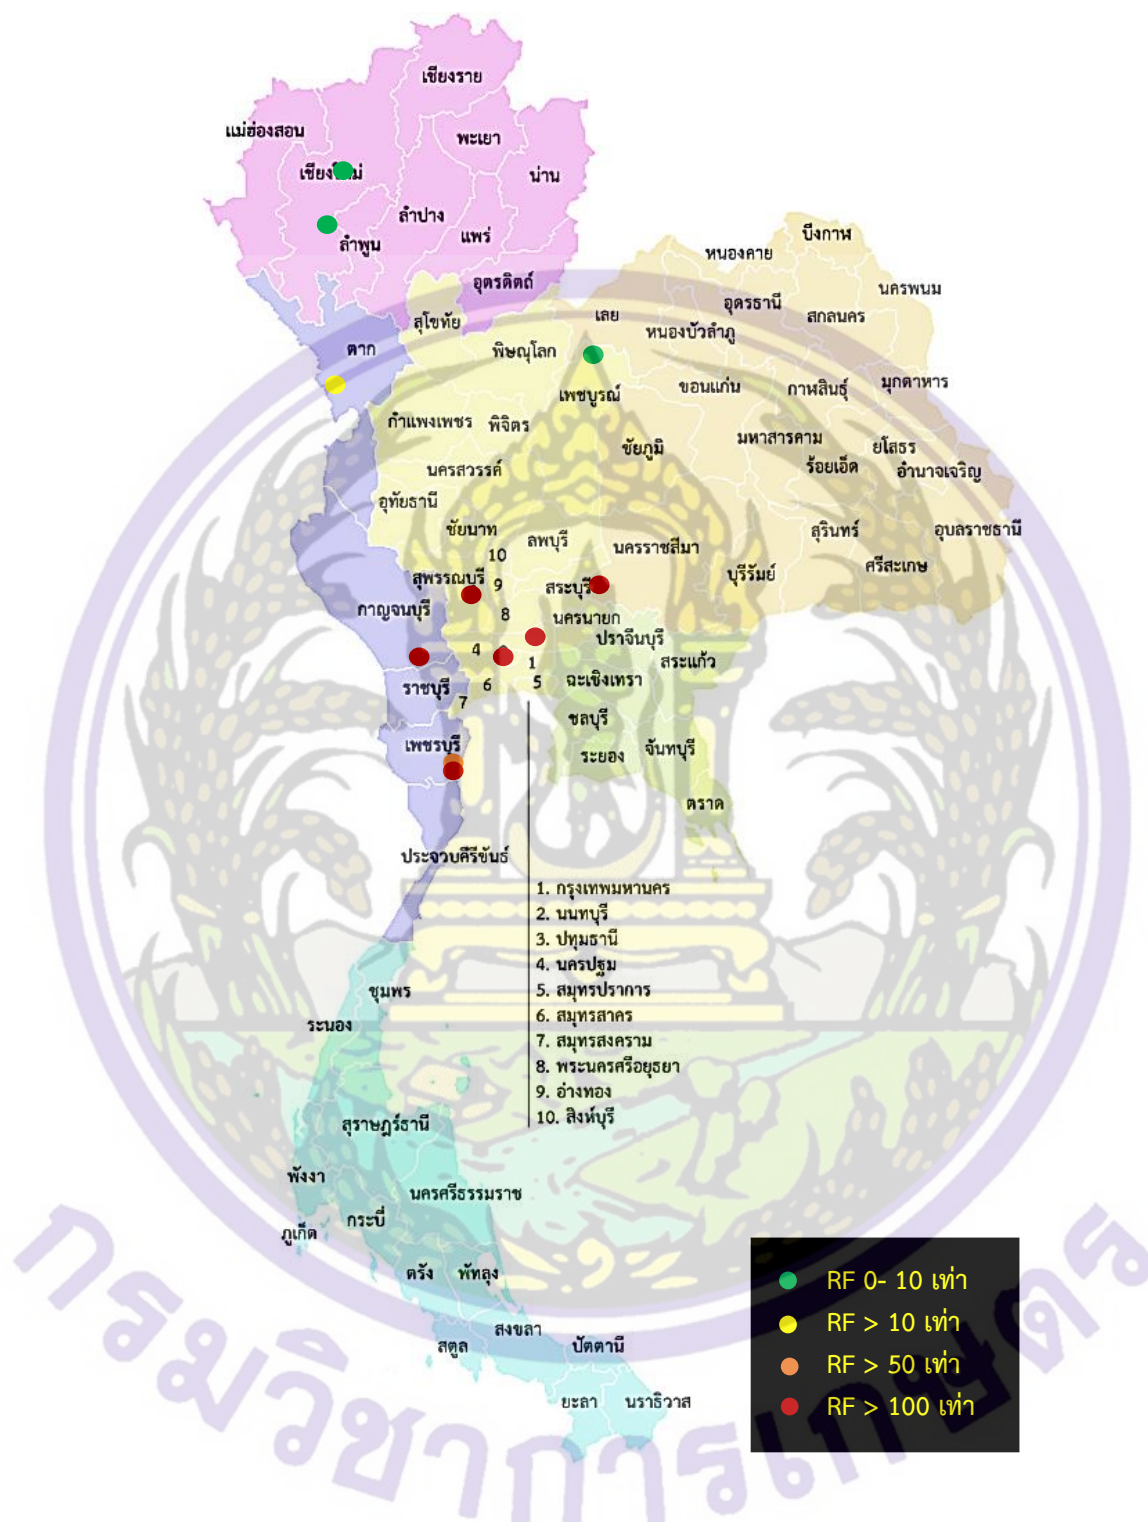 เชียงราย
แม่ฮ่องสอน
พะเยา
เชียงใหม่
น่าน
ลำปาง
แพร่
ลำพูน
บึงกาฬ
หนองคาย
อุตรดิตถ์
นครพนม
อุดรธานี
เลย
สกลนคร
สุโขทัย
หนองบัวลำภู
ตาก
พิษณุโลก
เพชบูรณ์
ขอนแก่น
กาฬสินธุ์
มุกดาหาร
กำแพงเพชร
พิจิตร
ชัยภูมิ
มหาสารคาม
ยโสธร
นครสวรรค์
ร้อยเอ็ด
อำนาจเจริญ
อุทัยธานี
ชัยนาท
ลพบุรี
นครราชสีมา
สุรินทร์
อุบลราชธานี
10
สุพรรณบุรี
9
สระบุรี
บุรีรัมย์
ศรีสะเกษ
กาญจนบุรี
8
นครนายก
ปราจีนบุรี
4
1
สระแก้ว
ราชบุรี
6
5
ฉะเชิงเทรา
7
ชลบุรี
เพชรบุรี
ระยอง
จันทบุรี
ตราด
ประจวบคีรีขันธ์
1. กรุงเทพมหานคร
2. นนทบุรี
3. ปทุมธานี
4. นครปฐม
5. สมุทรปราการ
6. สมุทรสาคร
7. สมุทรสงคราม
8. พระนครศรีอยุธยา
9. อ่างทอง
10. สิงห์บุรี
ชุมพร
ระนอง
สุราษฎร์ธานี
พังงา
นครศรีธรรมราช
กระบี่
ภูเก็ต
ตรัง
พัทลุง
สงขลา
สตูล
ปัตตานี
ยะลา
นราธิวาส
RF 0- 10 เท่า
RF > 10 เท่า
RF > 50 เท่า
RF > 100 เท่า
กรมวิชาการเกษตร